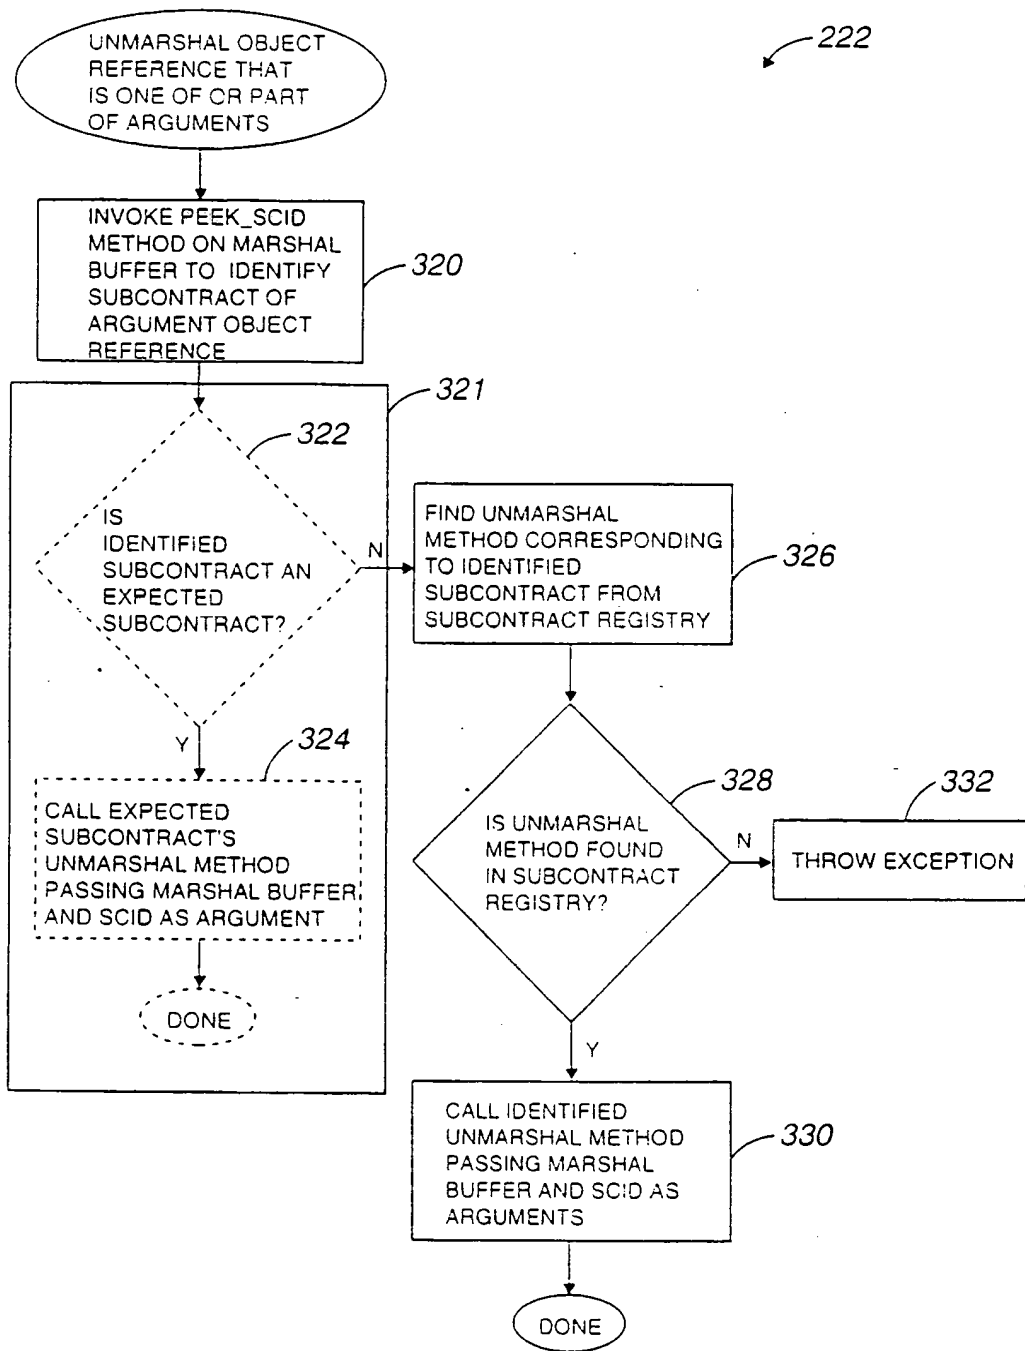 UNMARSHAL OBJECT
REFERENCE THAT
IS ONE OF OR PART
OF ARGUMENTS
222
INVOKE PEEK_SCID
METHOD ON MARSHAL
BUFFER TO IDENTIFY
SUBCONTRACT OF
ARGUMENT OBJECT
REFERENCE
320
321
322
IS
IDENTIFIED
SUBCONTRACT AN
EXPECTED
SUBCONTRACT?
N
Y
324
CALL EXPECTED
SUBCONTRACT'S
UNMARSHAL METHOD
PASSING MARSHAL BUFFER
AND SCID AS ARGUMENT
DONE
FIND UNMARSHAL
METHOD CORRESPONDING
TO IDENTIFIED
SUBCONTRACT FROM
SUBCONTRACT REGISTRY
326
328
IS UNMARSHAL
METHOD FOUND
IN SUBCONTRACT
REGISTRY?
N
332
THROW EXCEPTION
Y
CALL IDENTIFIED
UNMARSHAL METHOD
PASSING MARSHAL
BUFFER AND SCID AS
ARGUMENTS
330
DONE